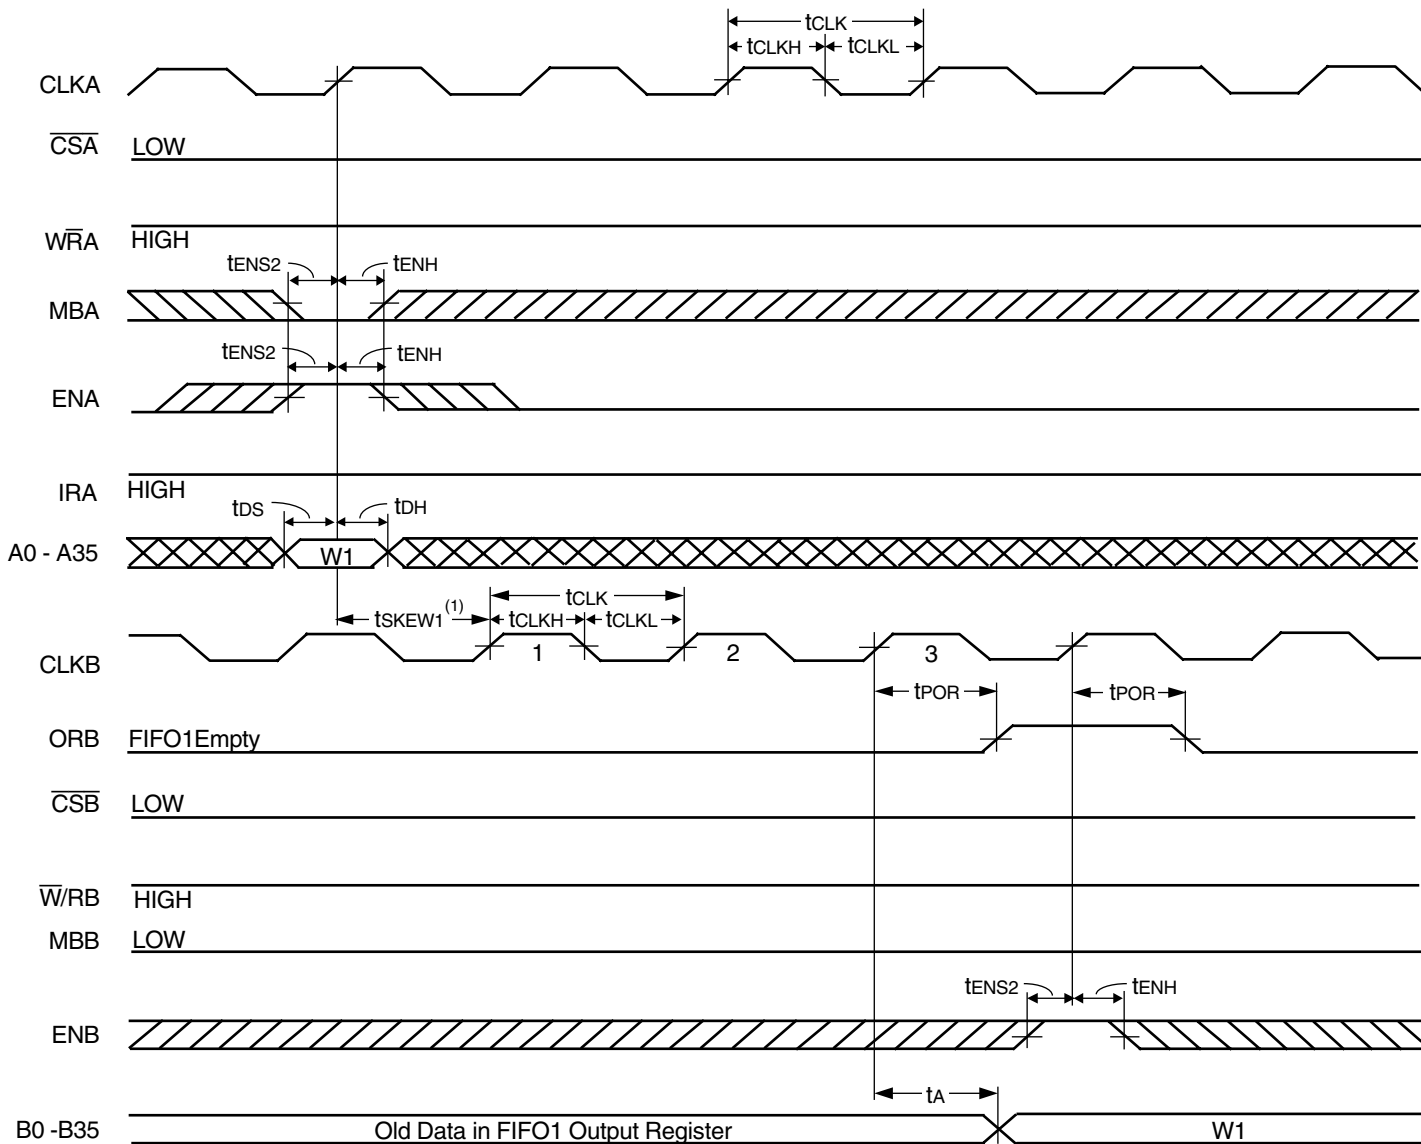 tCLK
tCLKH
tCLKL
CLKA
CSA
LOW
WRA
HIGH
tENS2
tENH
MBA
tENS2
tENH
ENA
IRA
HIGH
tDS
tDH
A0 - A35
W1
tCLK
tSKEW1(1)
tCLKH
tCLKL
CLKB
1
2
3
tPOR
tPOR
ORB
FIFO1Empty
CSB
LOW
W/RB
HIGH
MBB
LOW
tENS2
tENH
ENB
tA
B0 -B35
Old Data in FIFO1 Output Register
W1